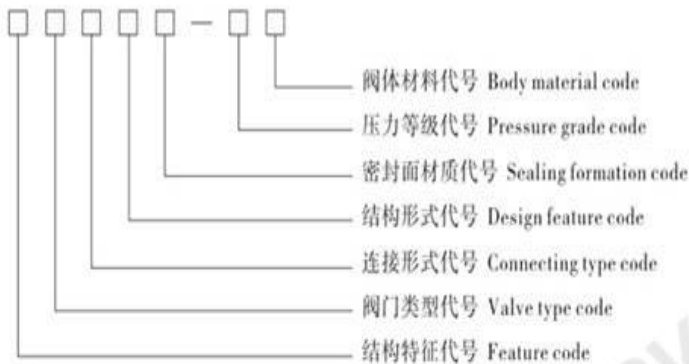 阀体材料代号 Body material code
压力等级代号 Pressure grade code
密封面材质代号 Sealing formation code
结构形式代号 Design feature code
连接形式代号 Connecting type code
阀门类型代号 Valve type code
结构特征代号 Feature code